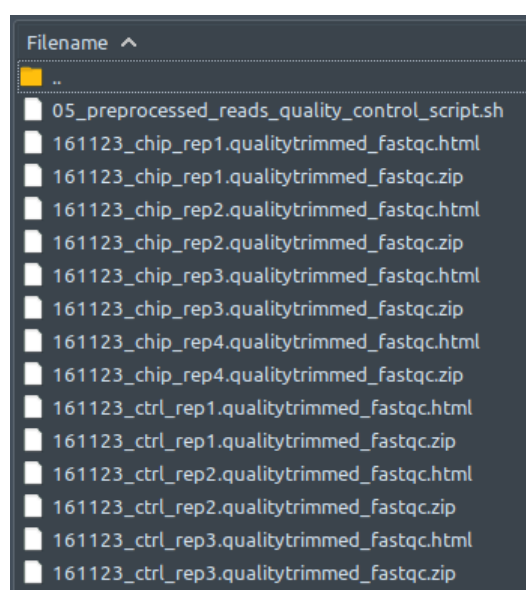 Filename
..
05_preprocessed_reads_quality_control_script.sh
161123_chip_rep1.qualitytrimmed_fastqc.html
161123_chip_rep1.qualitytrimmed_fastqc.zip
161123_chip_rep2.qualitytrimmed_fastqc.html
161123_chip_rep2.qualitytrimmed_fastqc.zip
161123_chip_rep3.qualitytrimmed_fastqc.html
161123_chip_rep3.qualitytrimmed_fastqc.zip
161123_chip_rep4.qualitytrimmed_fastqc.html
161123_chip_rep4.qualitytrimmed_fastqc.zip
161123_ctrl_rep1.qualitytrimmed_fastqc.html
161123_ctrl_rep1.qualitytrimmed_fastqc.zip
161123_ctrl_rep2.qualitytrimmed_fastqc.html
161123_ctrl_rep2.qualitytrimmed_fastqc.zip
161123_ctrl_rep3.qualitytrimmed_fastqc.html
161123_ctrl_rep3.qualitytrimmed_fastqc.zip